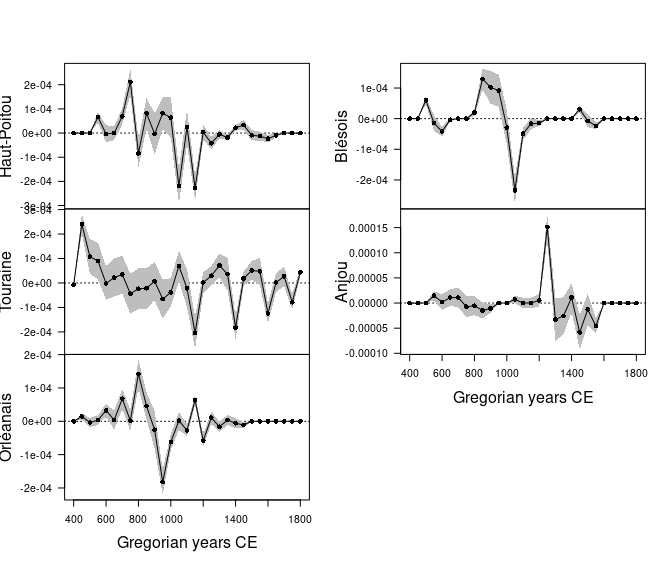 Haut-Poitou
2e-04
1e-04
0e+00
-1e-04
-2e-04
-3e-04
Touraine
3e-04
2e-04
1e-04
0e+00
-1e-04
-2e-04
Orléanais
2e-04
1e-04
0e+00
-1e-04
-2e-04
400 600 800 1000 1400 1800
Gregorian years CE
Blésois
1e-04
0e+00
-1e-04
-2e-04
Anjou
0.00015
0.00010
0.00005
0.00000
-0.00005
-0.00010
400 600 800 1000 1400 1800
Gregorian years CE